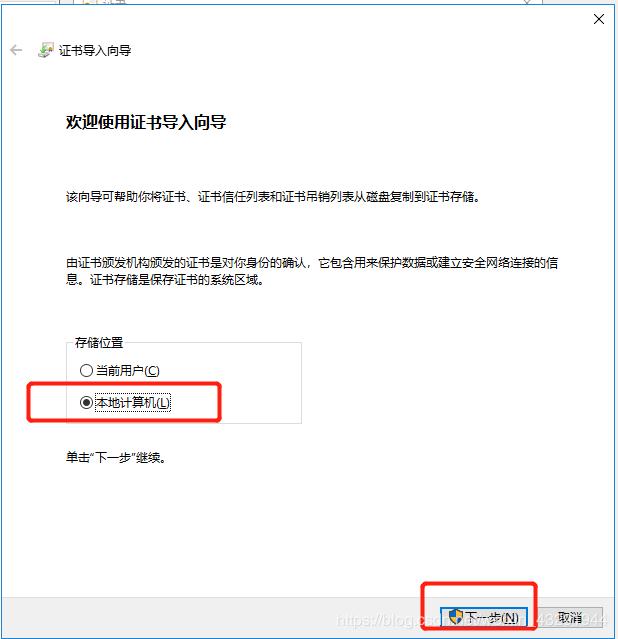 证书导入向导
欢迎使用证书导入向导
该向导可帮助你将证书、证书信任列表和证书吊销列表从磁盘复制到证书存储。
由证书颁发机构颁发的证书是对你身份的确认，它包含用来保护数据或建立安全网络连接的信
息。证书存储是保存证书的系统区域。
存储位置
当前用户(C)
本地计算机(L)
单击“下一步”继续。
下一步(N)
取消